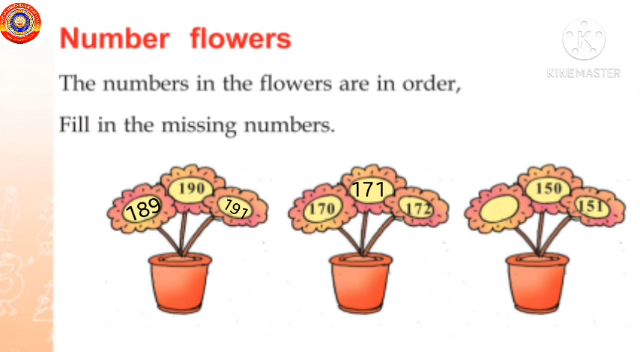 Number flowers
KINEMASTER
The numbers in the flowers are in order,
Fill in the missing numbers.
189 190 191
170 171 172
150 151